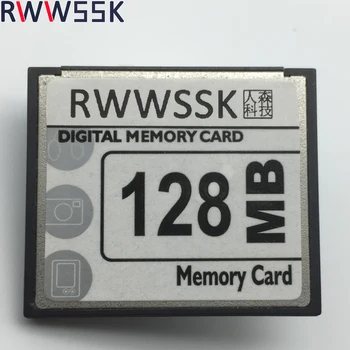 RWWSSK
RWWSSK 人森科技
DIGITAL MEMORY CARD
128 MB
Memory Card